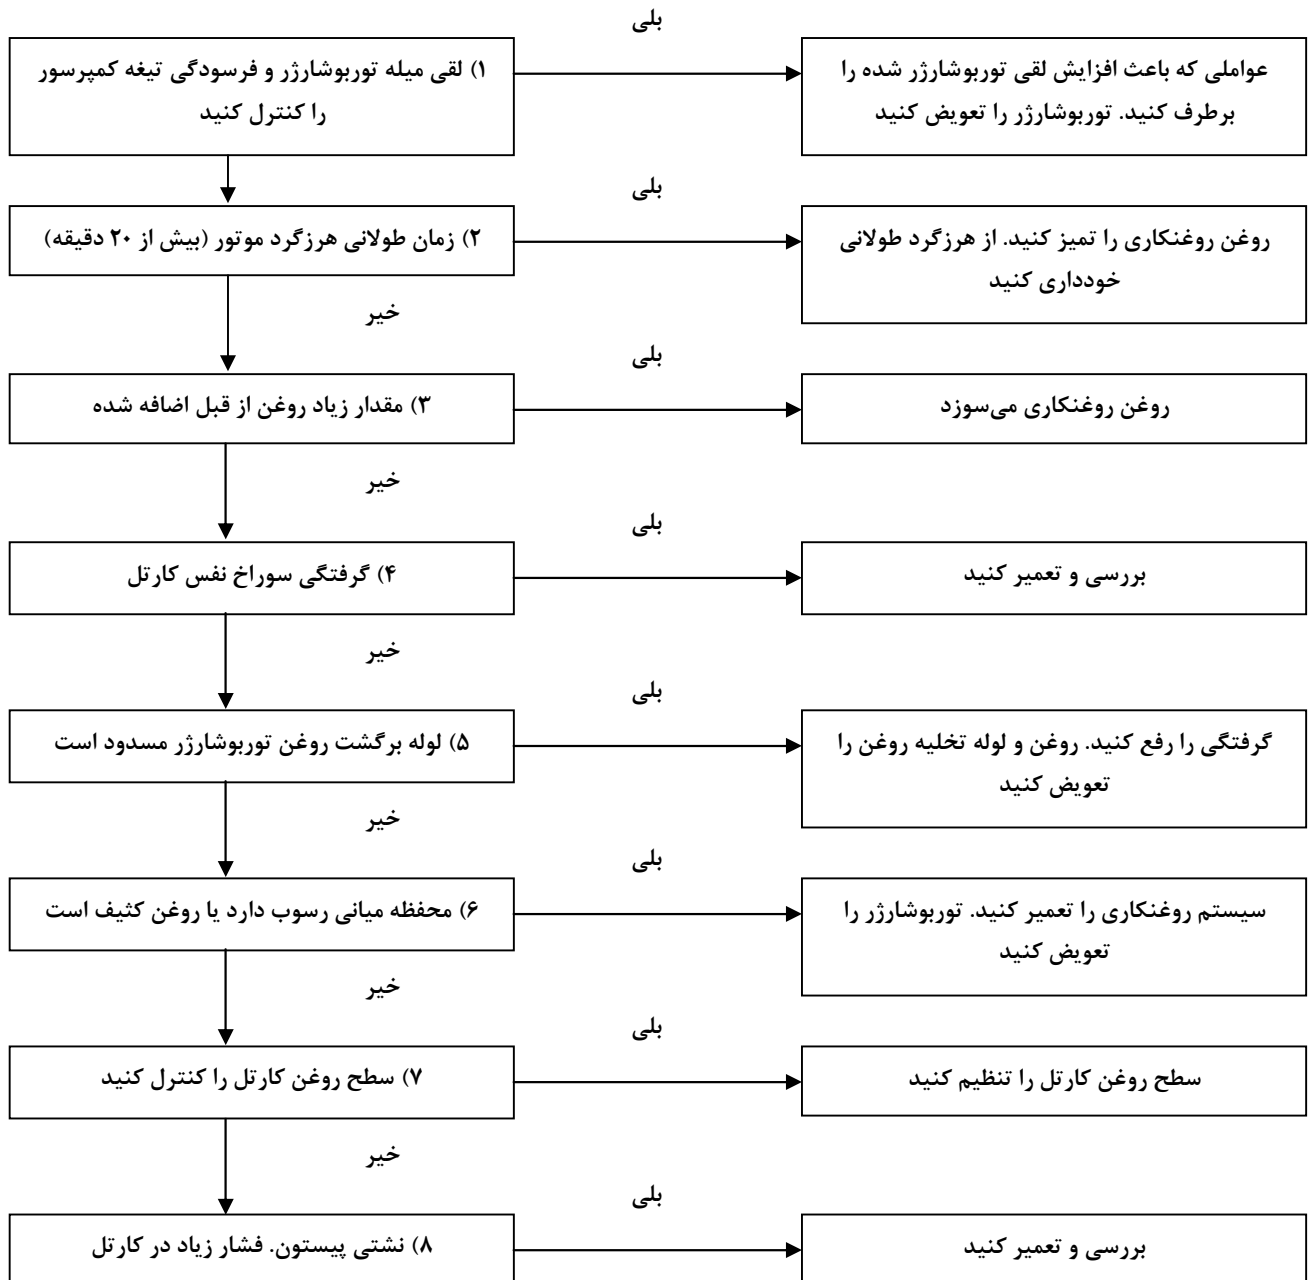 بلی
۱) لقی میله توربوشارژر و فرسودگی تیغه کمپرسور
را کنترل کنید
عواملی که باعث افزایش لقی توربوشارژر شده را
برطرف کنید. توربوشارژر را تعویض کنید
بلی
۲) زمان طولانی هرزگرد موتور (بیش از ۲۰ دقیقه)
روغن روغنکاری را تمیز کنید. از هرزگرد طولانی
خودداری کنید
خیر
بلی
۳) مقدار زیاد روغن از قبل اضافه شده
روغن روغنکاری می‌سوزد
خیر
بلی
۴) گرفتگی سوراخ نفس کارتل
بررسی و تعمیر کنید
خیر
بلی
۵) لوله برگشت روغن توربوشارژر مسدود است
گرفتگی را رفع کنید. روغن و لوله تخلیه روغن را
تعویض کنید
خیر
بلی
۶) محفظه میانی رسوب دارد یا روغن کثیف است
سیستم روغنکاری را تعمیر کنید. توربوشارژر را
تعویض کنید
خیر
بلی
۷) سطح روغن کارتل را کنترل کنید
سطح روغن کارتل را تنظیم کنید
خیر
بلی
۸) نشتی پیستون. فشار زیاد در کارتل
بررسی و تعمیر کنید